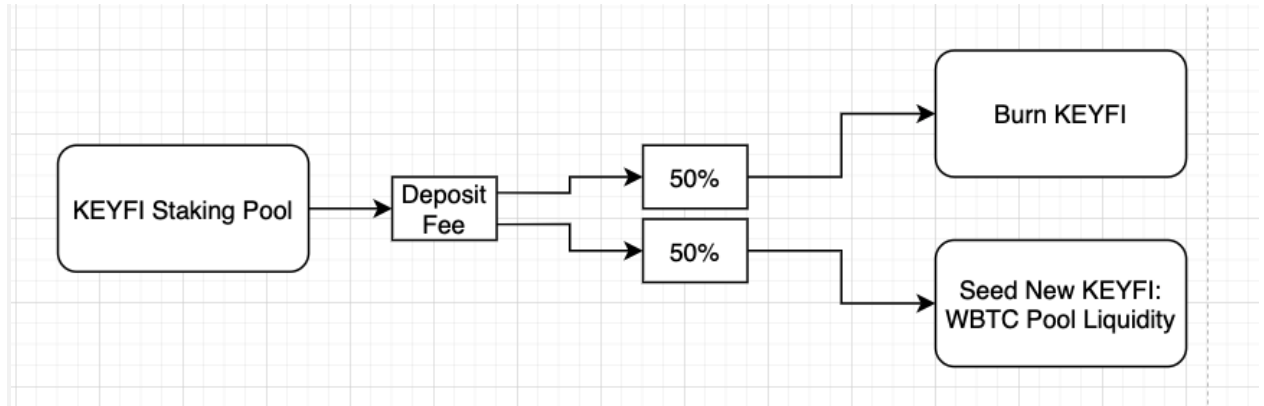 KEYFI Staking Pool
Deposit
Fee
50%
50%
Burn KEYFI
Seed New KEYFI:
WBTC Pool Liquidity